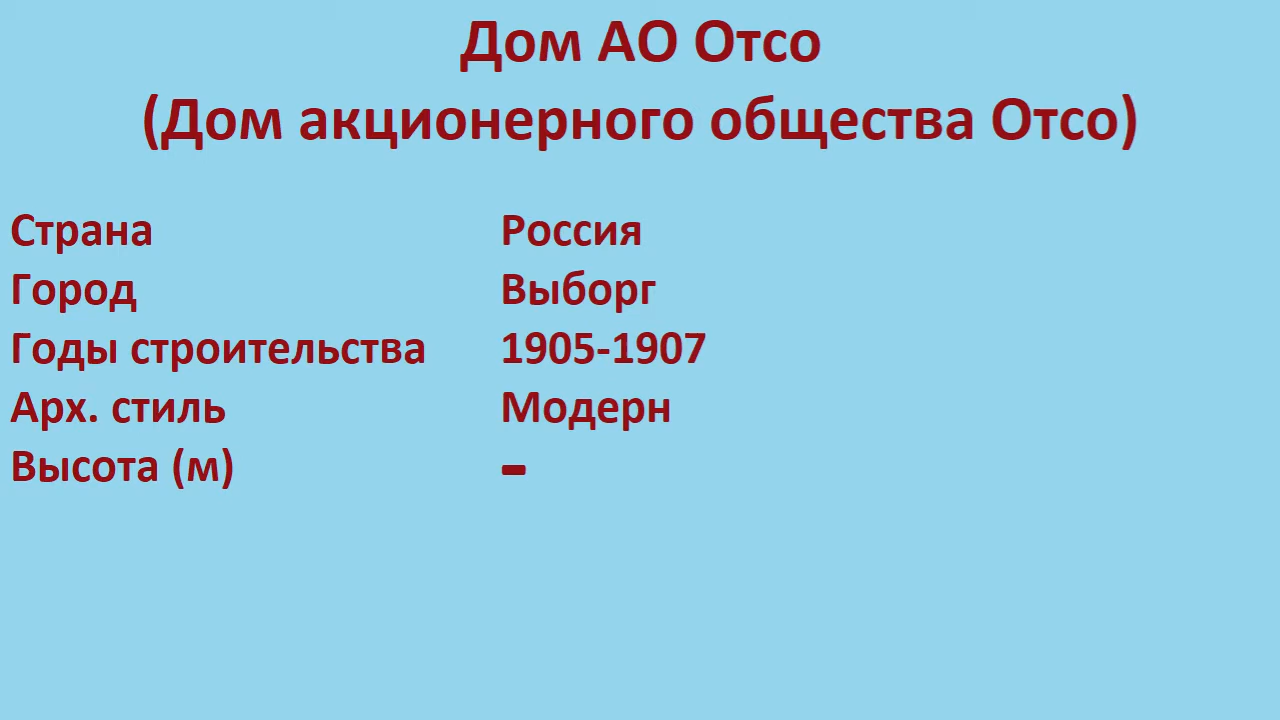 Дом АО Отсо
(Дом акционерного общества Отсо)
Страна Россия
Город Выборг
Годы строительства 1905-1907
Арх. стиль Модерн
Высота (м) -